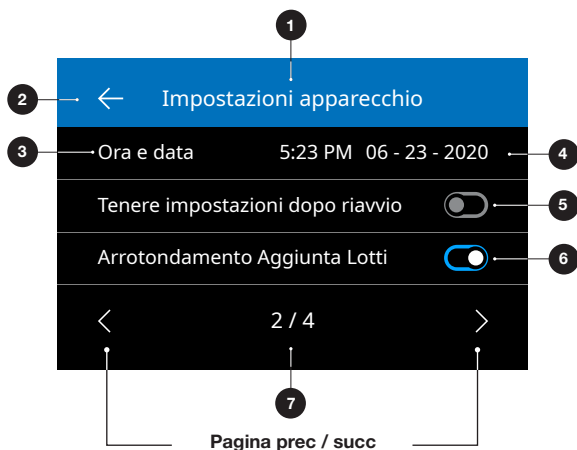 1
2
Impostazioni apparecchio
3
Ora e data 5:23 PM 06 - 23 - 2020
4
Tenere impostazioni dopo riavvio
5
Arrotondamento Aggiunta Lotti
6
2 / 4
7
Pagina prec / succ